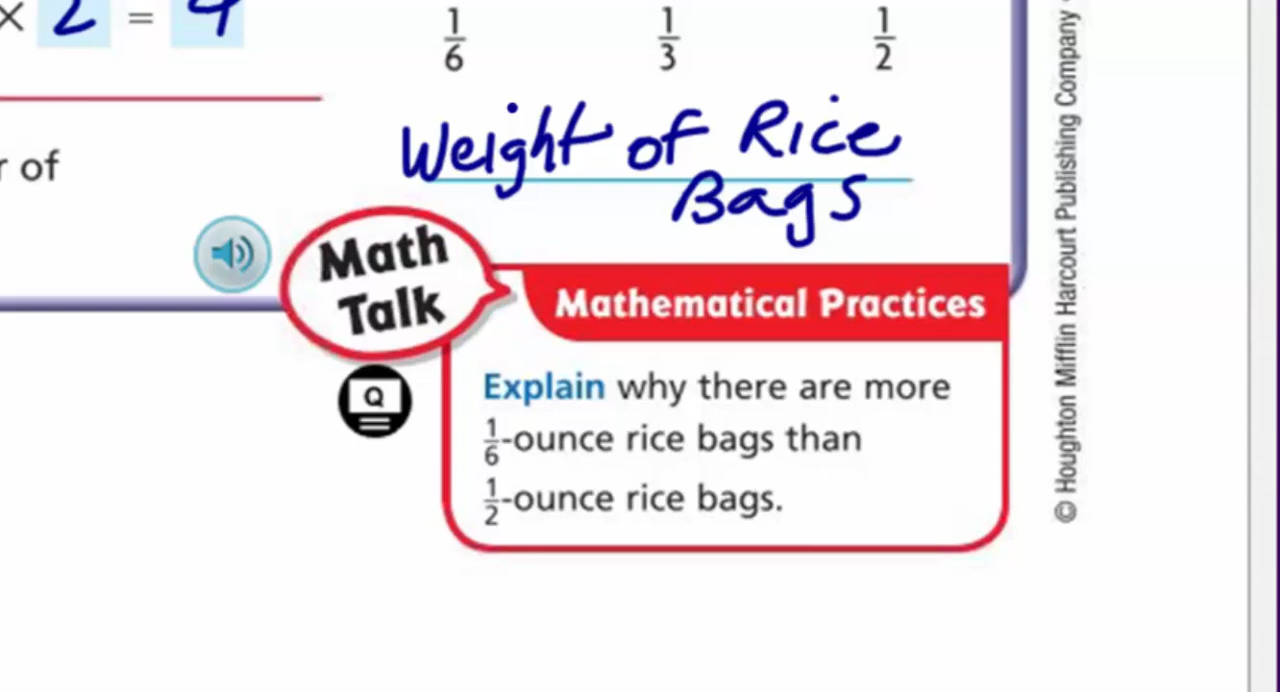 × 2 = 4
1/6 1/3 1/2
r of
Weight of Rice
Bags
Math
Talk
Mathematical Practices
Q
Explain why there are more
1/6-ounce rice bags than
1/2-ounce rice bags.
© Houghton Mifflin Harcourt Publishing Company